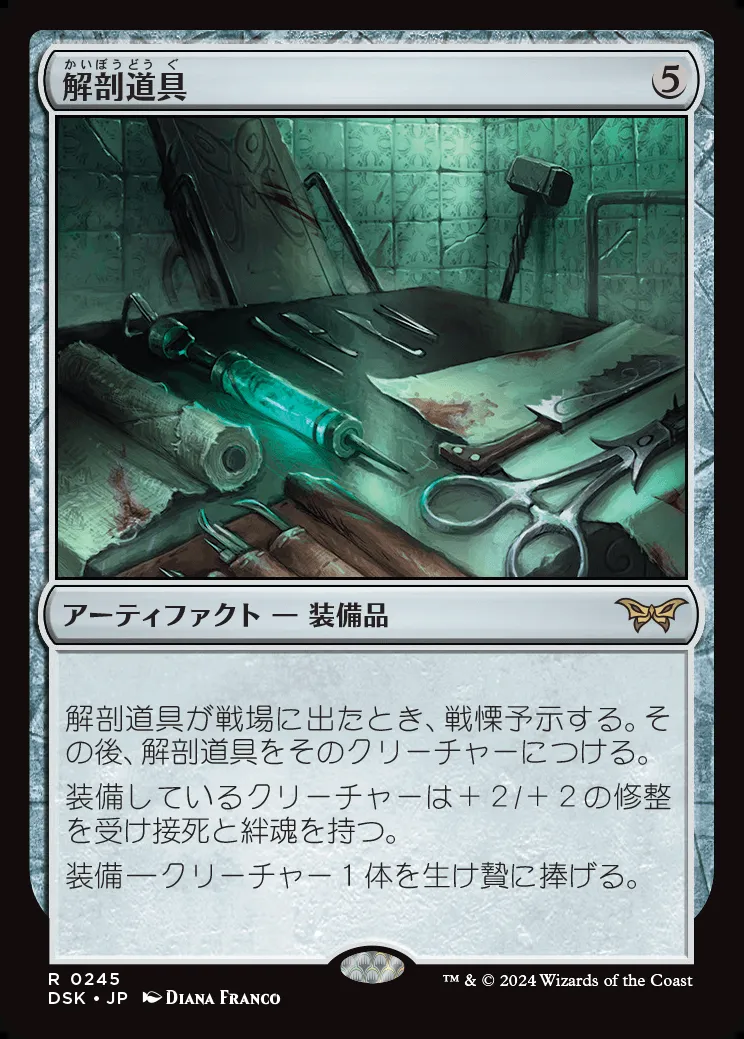 かいぼうどうぐ
解剖道具
5
アーティファクト — 装備品
解剖道具が戦場に出たとき、戦慄予示する。そ
の後、解剖道具をそのクリーチャーにつける。
装備しているクリーチャーは＋２/＋２の修整
を受け接死と絆魂を持つ。
装備―クリーチャー１体を生け贄に捧げる。
R 0245
DSK • JP DIANA FRANCO
™ & © 2024 Wizards of the Coast